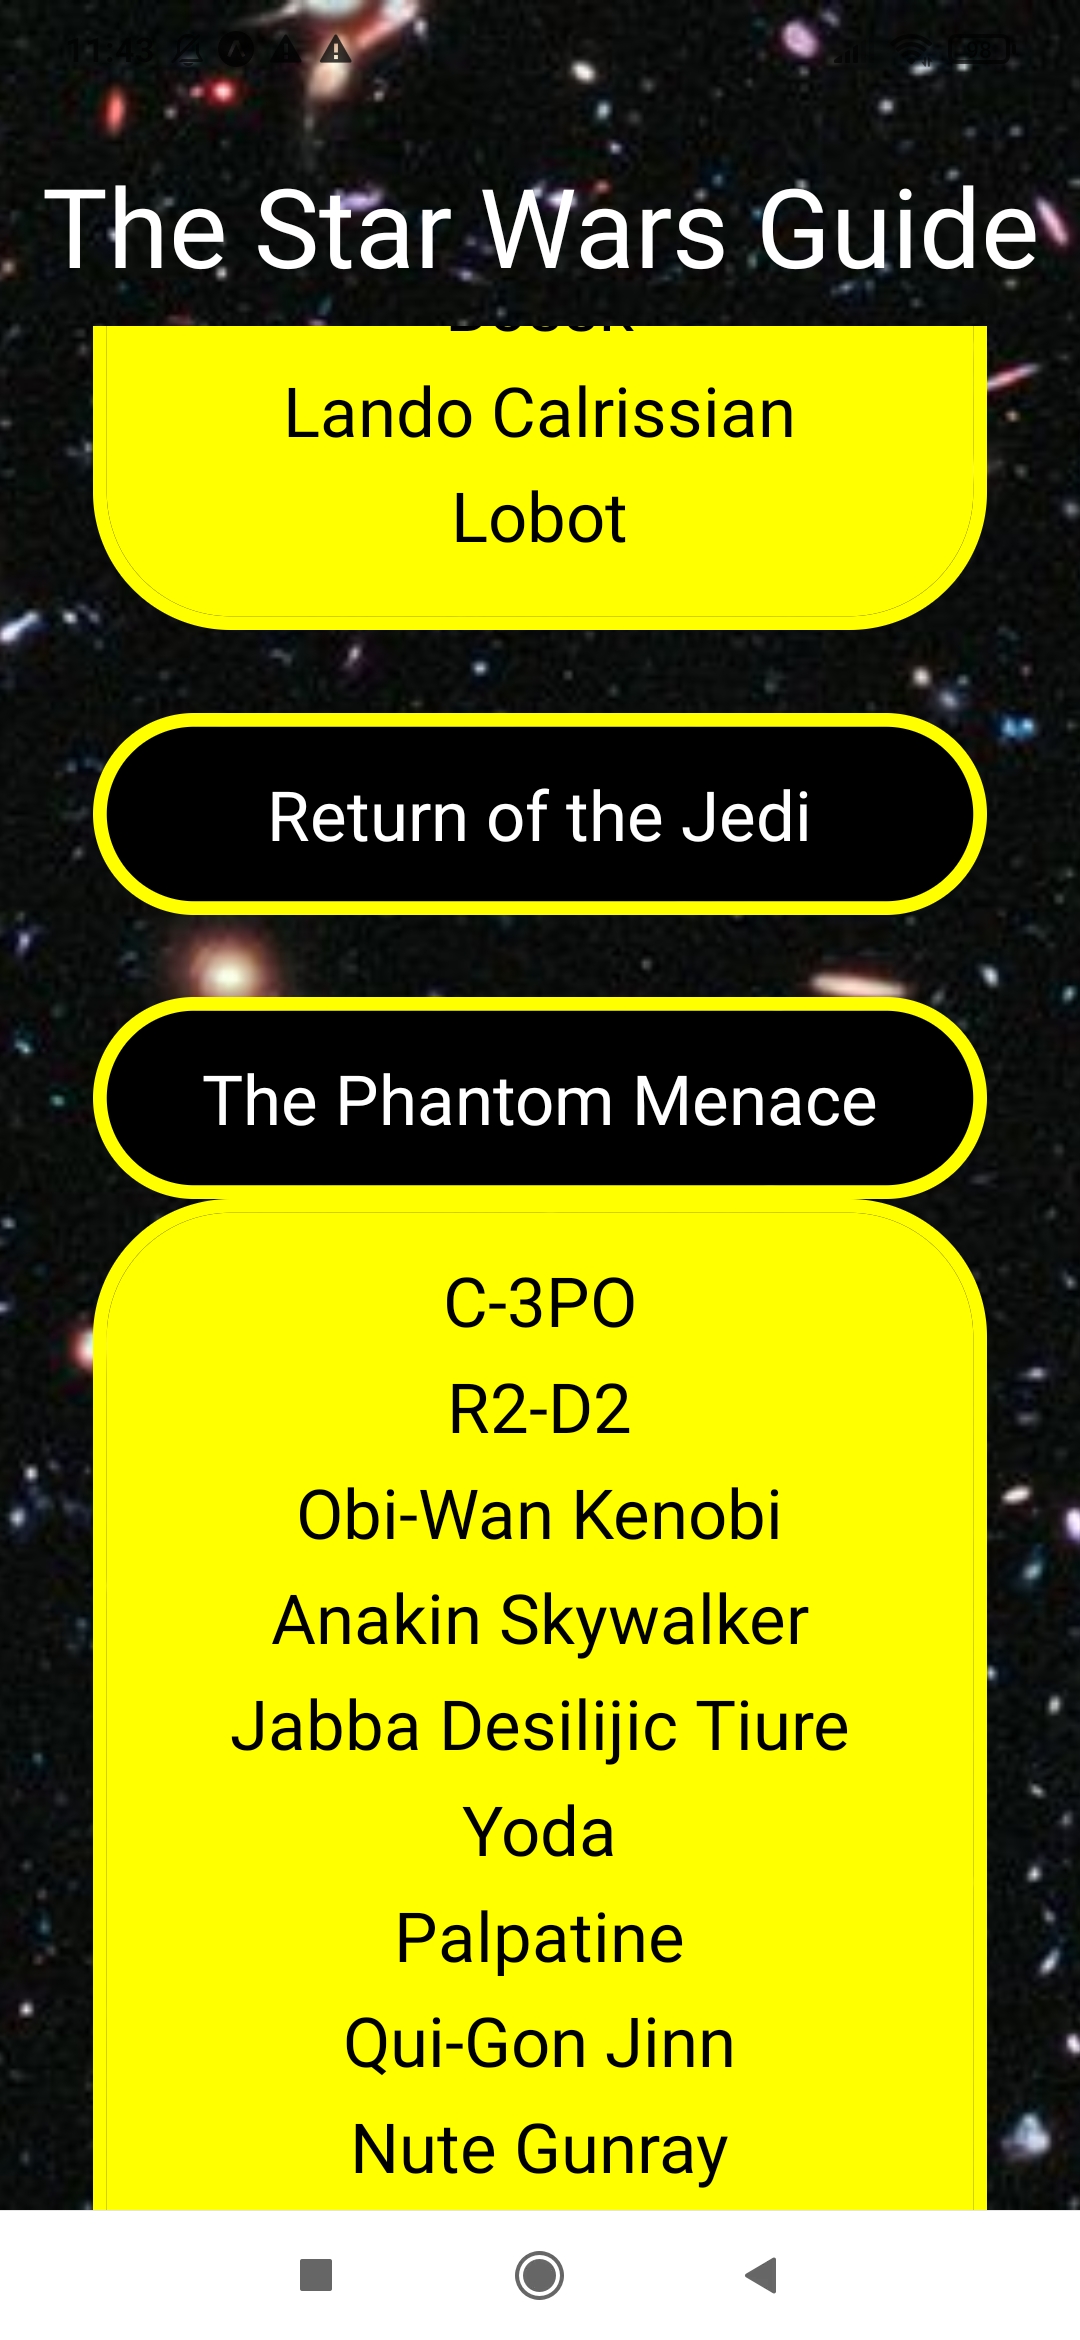 11:43
The Star Wars Guide
Lando Calrissian
Lobot
Return of the Jedi
The Phantom Menace
C-3PO
R2-D2
Obi-Wan Kenobi
Anakin Skywalker
Jabba Desilijic Tiure
Yoda
Palpatine
Qui-Gon Jinn
Nute Gunray